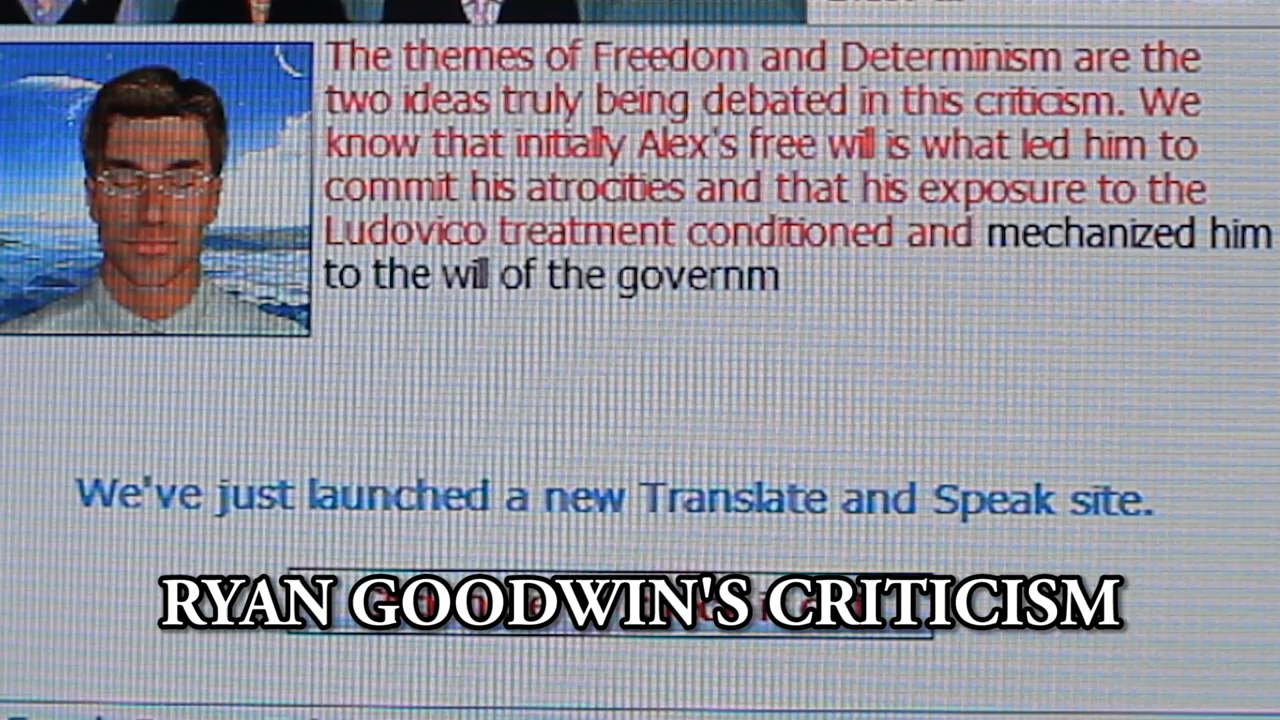 The themes of Freedom and Determinism are the
two ideas truly being debated in this criticism. We
know that initially Alex's free will is what led him to
commit his atrocities and that his exposure to the
Ludovico treatment conditioned and mechanized him
to the will of the governm
We've just launched a new Translate and Speak site.
RYAN GOODWIN'S CRITICISM